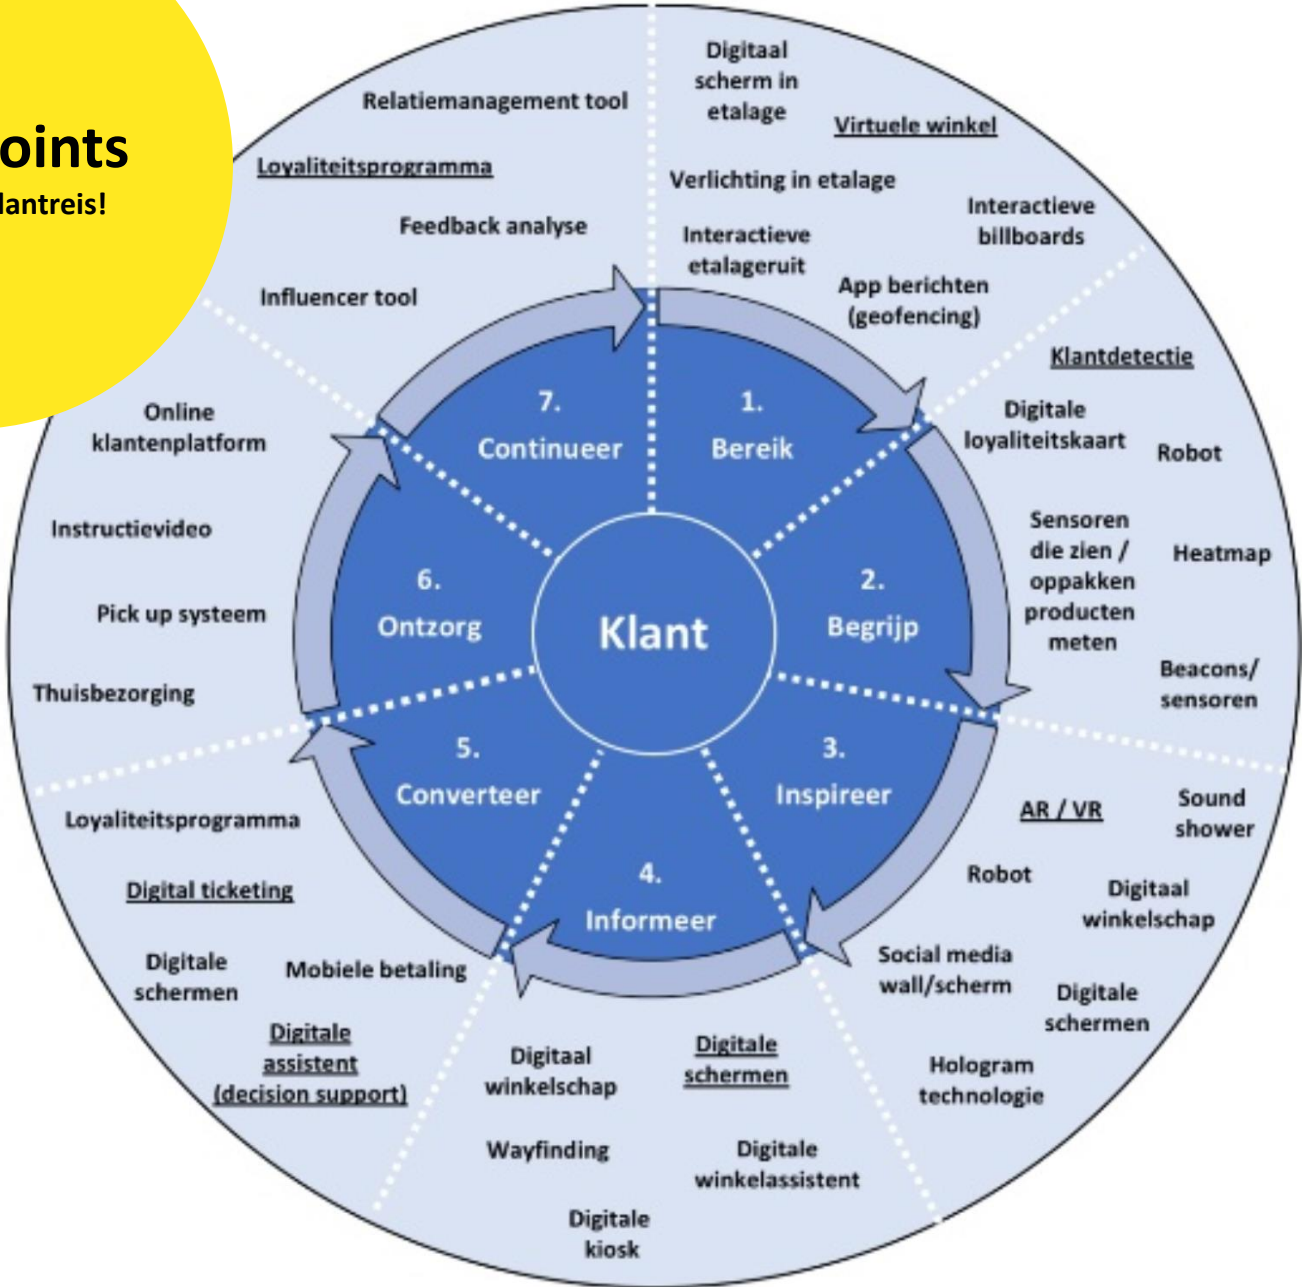 oints
lantreis!
Klant
1.
Bereik
Digitaal
scherm in
etalage
Virtuele winkel
Verlichting in etalage
Interactieve
billboards
Interactieve
etalageruit
App berichten
(geofencing)
2.
Begrijp
Klantdetectie
Digitale
loyaliteitskaart
Robot
Sensoren
die zien /
oppakken
producten
meten
Heatmap
Beacons/
sensoren
3.
Inspireer
AR / VR
Sound
shower
Robot
Digitaal
winkelschap
Social media
wall/scherm
Digitale
schermen
Hologram
technologie
4.
Informeer
Digitale
schermen
Digitaal
winkelschap
Wayfinding
Digitale
winkelassistent
Digitale
kiosk
5.
Converteer
Loyaliteitsprogramma
Digital ticketing
Digitale
schermen
Mobiele betaling
Digitale
assistent
(decision support)
6.
Ontzorg
Online
klantenplatform
Instructievideo
Pick up systeem
Thuisbezorging
7.
Continueer
Relatiemanagement tool
Loyaliteitsprogramma
Feedback analyse
Influencer tool